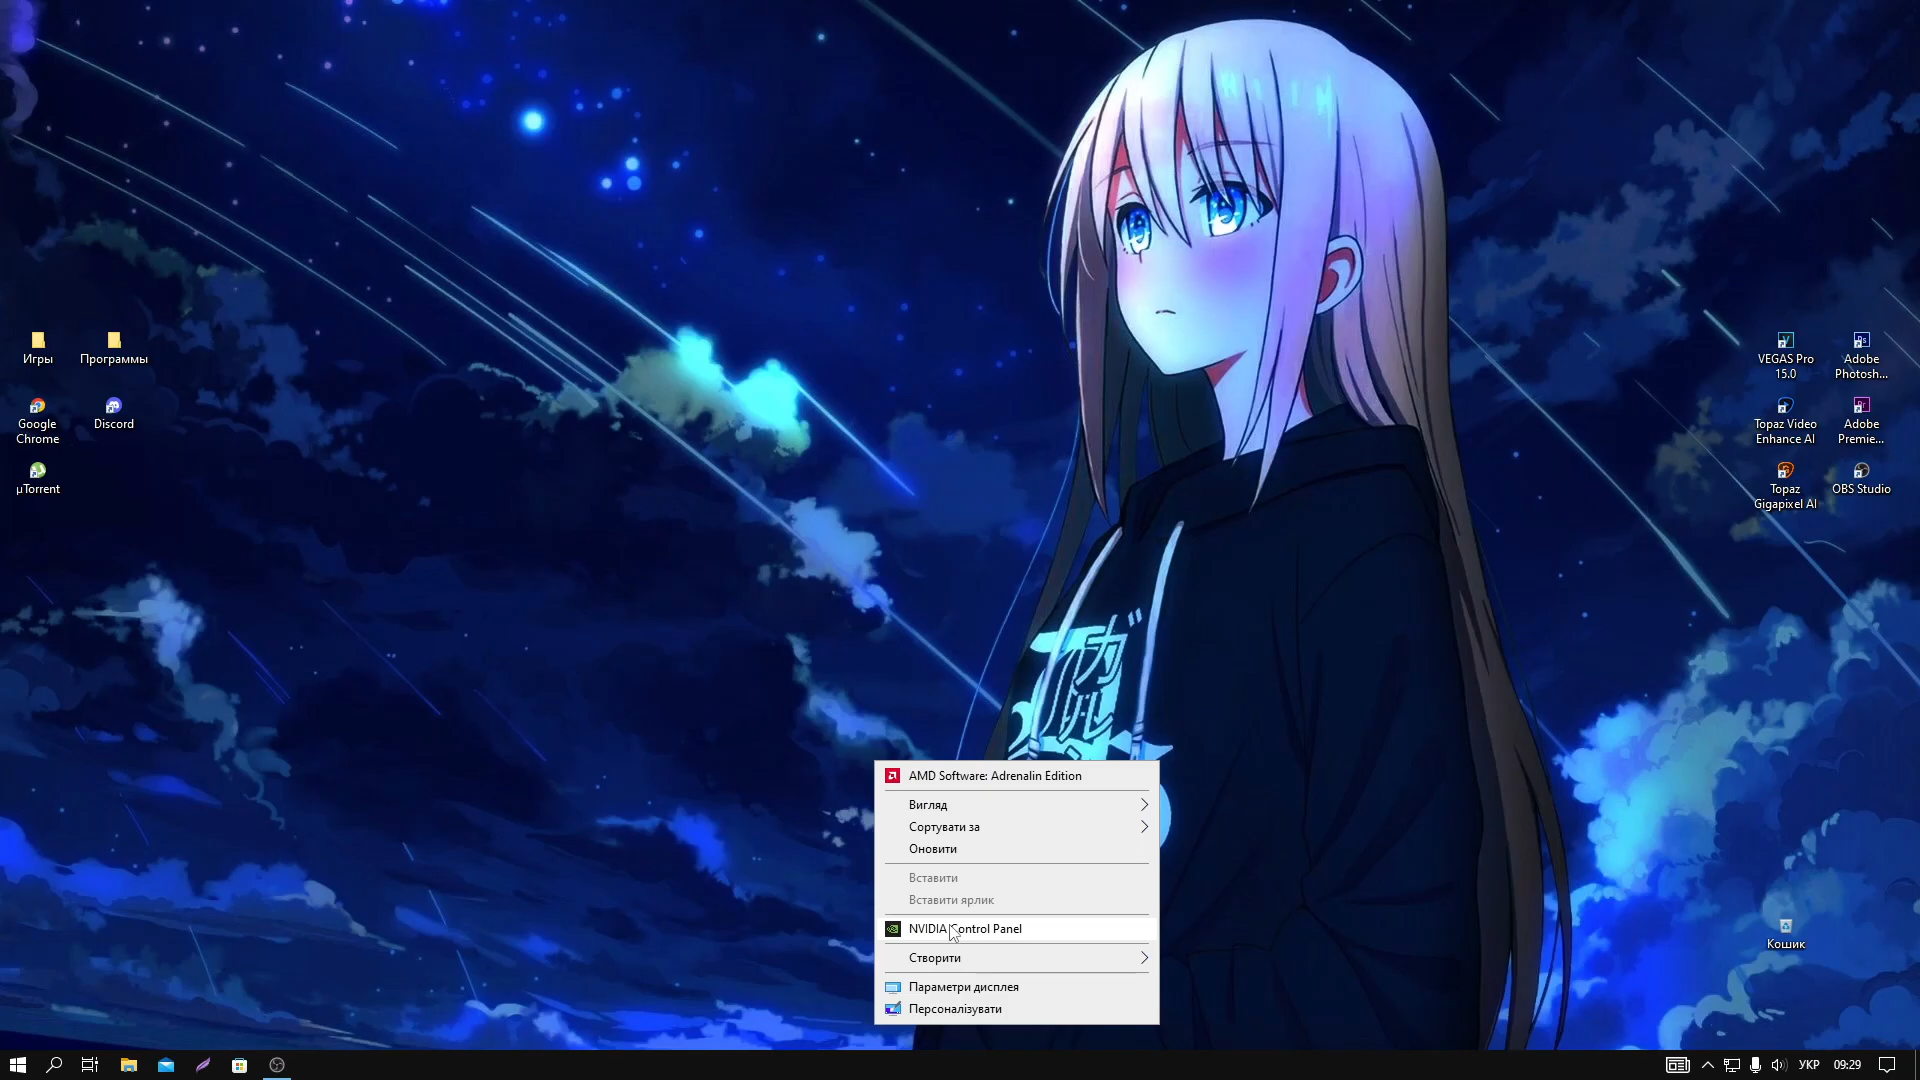 Игры
Программы
Google
Chrome
Discord
µTorrent
VEGAS Pro
15.0
Adobe
Photosh...
Topaz Video
Enhance AI
Adobe
Premie...
Topaz
Gigapixel AI
OBS Studio
AMD Software: Adrenalin Edition
Вигляд
Сортувати за
Оновити
Вставити
Вставити ярлик
NVIDIA Control Panel
Створити
Параметри дисплея
Персоналізувати
Кошик
УКР
09:29